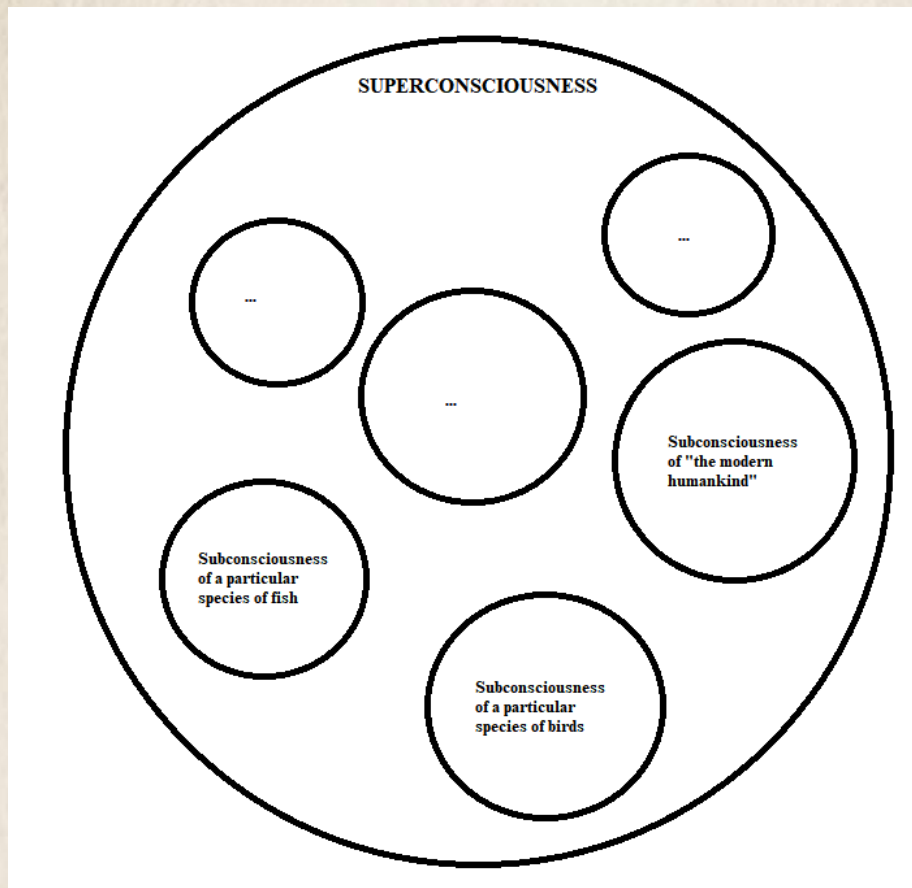 SUPERCONSCIOUSNESS
...
...
...
Subconsciousness
of "the modern
humankind"
Subconsciousness
of a particular
species of fish
Subconsciousness
of a particular
species of birds